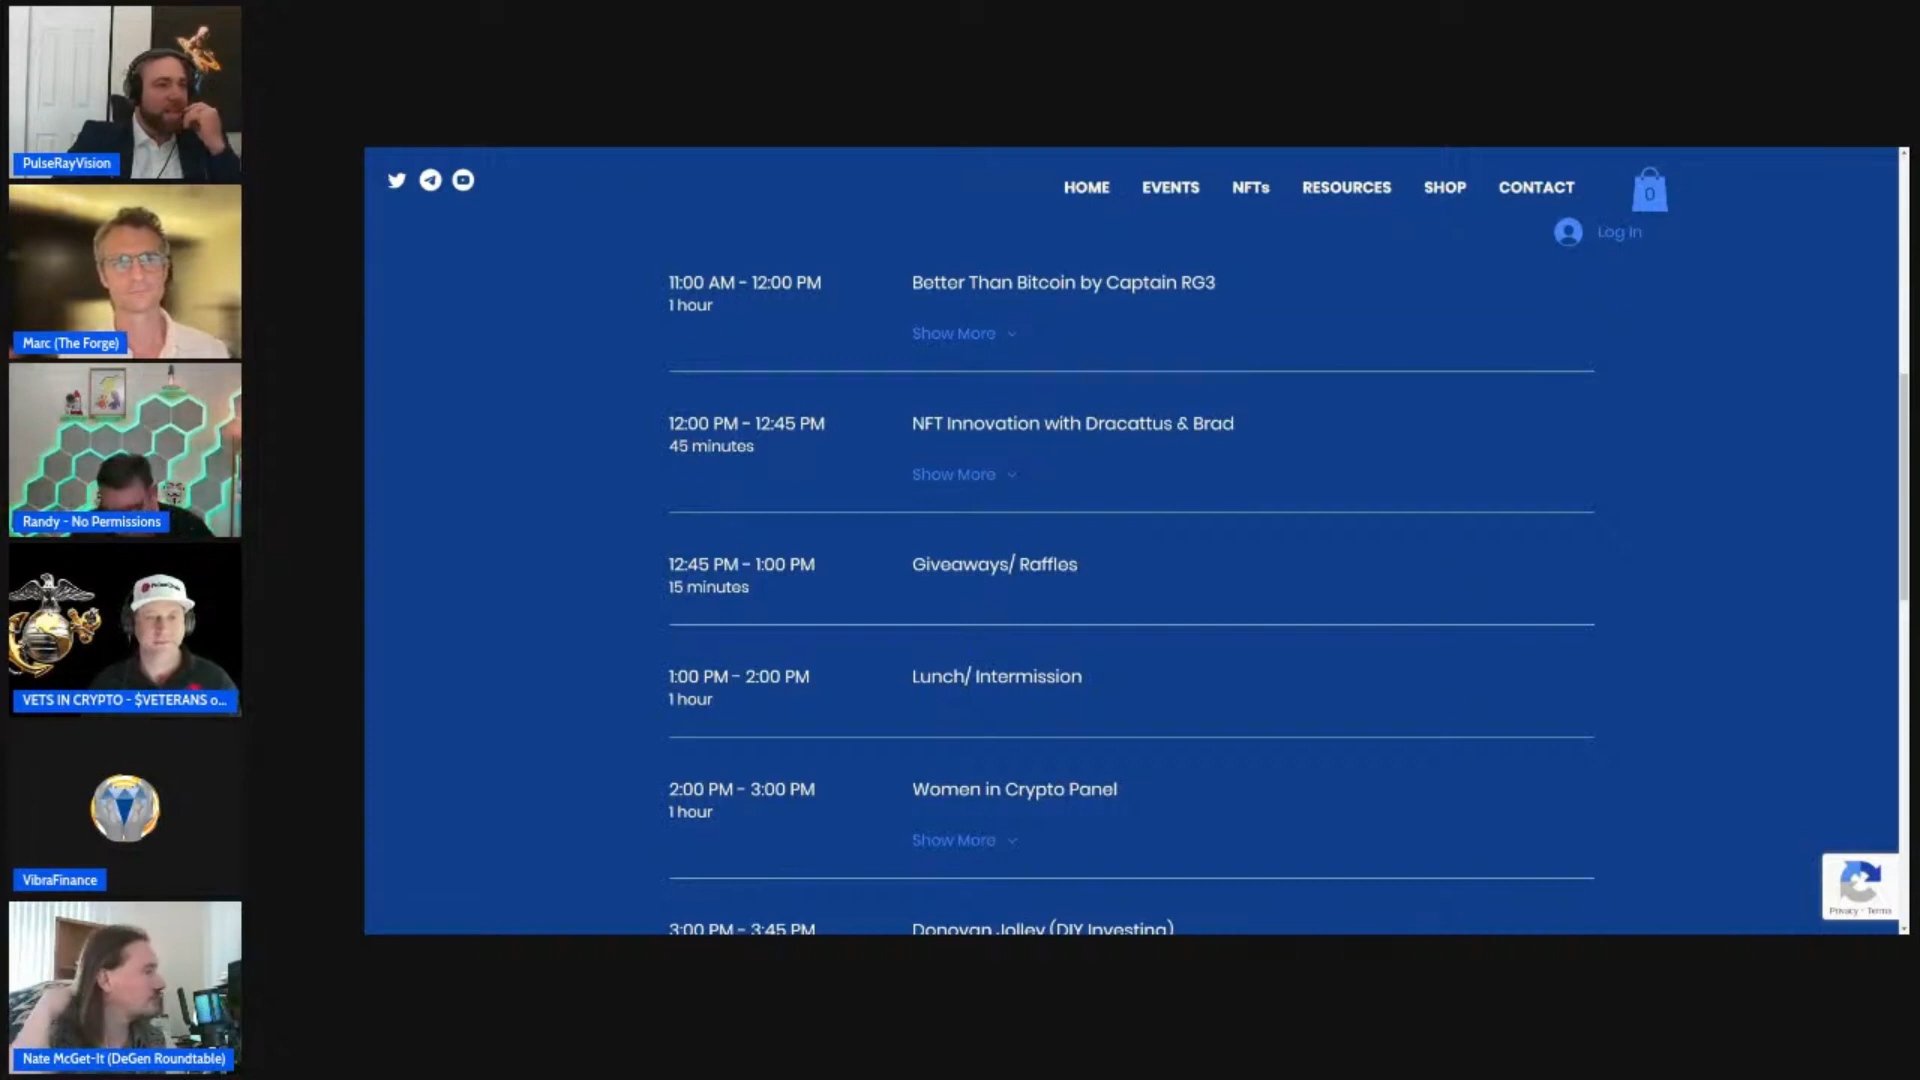 PulseRayVision
Marc (The Forge)
Randy - No Permissions
VETS IN CRYPTO - $VETERANS o...
VibraFinance
Nate McGet-It (DeGen Roundtable)
HOME EVENTS NFTs RESOURCES SHOP CONTACT
0
Log In
11:00 AM - 12:00 PM Better Than Bitcoin by Captain RG3
1 hour
Show More
12:00 PM - 12:45 PM NFT Innovation with Dracattus & Brad
45 minutes
Show More
12:45 PM - 1:00 PM Giveaways/ Raffles
15 minutes
1:00 PM - 2:00 PM Lunch/ Intermission
1 hour
2:00 PM - 3:00 PM Women in Crypto Panel
1 hour
Show More
3:00 PM - 3:45 PM Donovan Jolley (DIY Investing)
Privacy - Terms